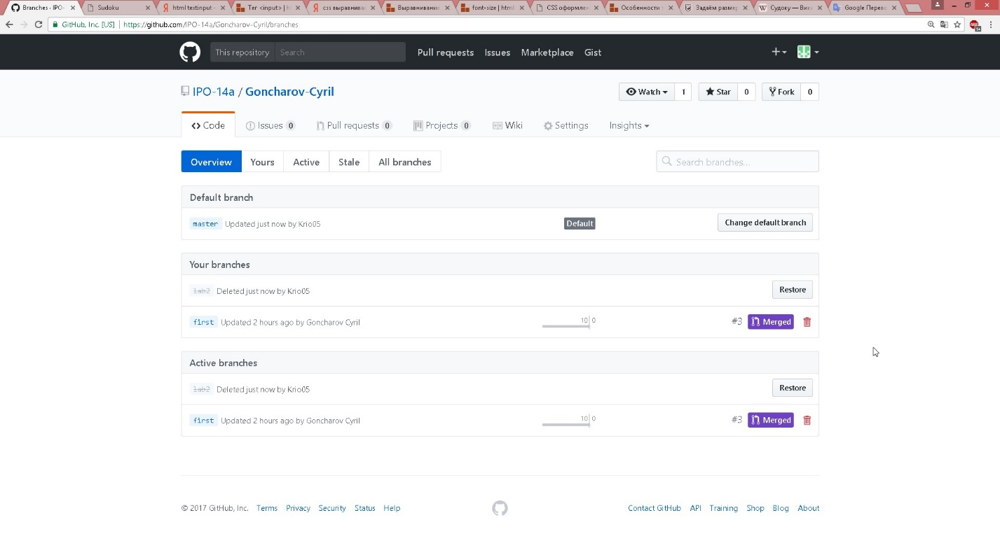 Branches · IPO- Sudoku html textinput - Тег <input> | h css выравнива Выравнивание font-size | html CSS оформле Особенности Задаём размер Судоку — Вик Google Перево
GitHub, Inc. [US] | https://github.com/IPO-14a/Goncharov-Cyril/branches
This repository Search Pull requests Issues Marketplace Gist
IPO-14a / Goncharov-Cyril Watch 1 Star 0 Fork 0
Code Issues 0 Pull requests 0 Projects 0 Wiki Settings Insights
Overview Yours Active Stale All branches Search branches...
Default branch
master Updated just now by Krio05 Default Change default branch
Your branches
lab2 Deleted just now by Krio05 Restore
first Updated 2 hours ago by Goncharov Cyril 10 0 #3 Merged
Active branches
lab2 Deleted just now by Krio05 Restore
first Updated 2 hours ago by Goncharov Cyril 10 0 #3 Merged
© 2017 GitHub, Inc. Terms Privacy Security Status Help Contact GitHub API Training Shop Blog About